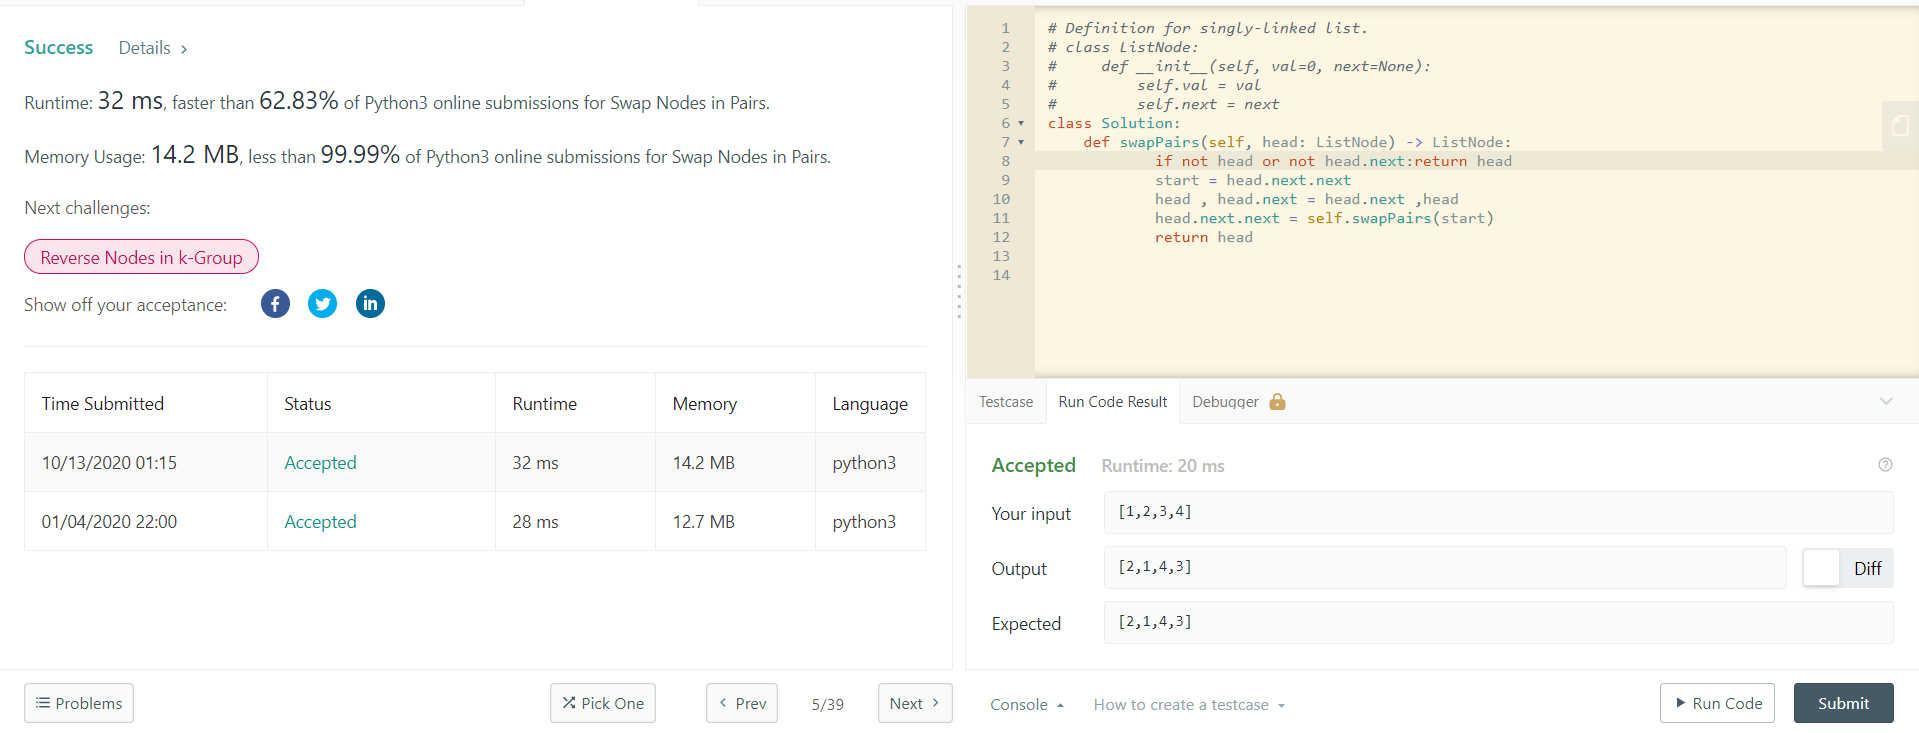 Success Details >
Runtime: 32 ms, faster than 62.83% of Python3 online submissions for Swap Nodes in Pairs.
Memory Usage: 14.2 MB, less than 99.99% of Python3 online submissions for Swap Nodes in Pairs.
Next challenges:
Reverse Nodes in k-Group
Show off your acceptance:
Time Submitted Status Runtime Memory Language
10/13/2020 01:15 Accepted 32 ms 14.2 MB python3
01/04/2020 22:00 Accepted 28 ms 12.7 MB python3
Problems Pick One < Prev 5/39 Next >
1 # Definition for singly-linked list.
2 # class ListNode:
3 #     def __init__(self, val=0, next=None):
4 #         self.val = val
5 #         self.next = next
6 class Solution:
7     def swapPairs(self, head: ListNode) -> ListNode:
8             if not head or not head.next:return head
9             start = head.next.next
10             head , head.next = head.next ,head
11             head.next.next = self.swapPairs(start)
12             return head
13
14
Testcase Run Code Result Debugger
Accepted Runtime: 20 ms
Your input [1,2,3,4]
Output [2,1,4,3] Diff
Expected [2,1,4,3]
Console How to create a testcase Run Code Submit